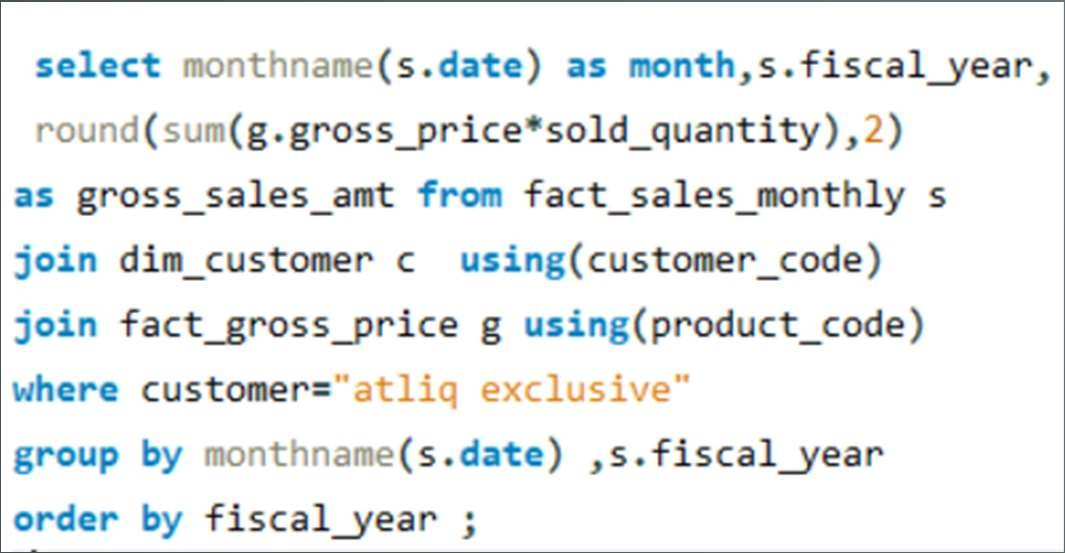 select monthname(s.date) as month,s.fiscal_year,
round(sum(g.gross_price*sold_quantity),2)
as gross_sales_amt from fact_sales_monthly s
join dim_customer c  using(customer_code)
join fact_gross_price g using(product_code)
where customer="atliq exclusive"
group by monthname(s.date) ,s.fiscal_year
order by fiscal_year ;